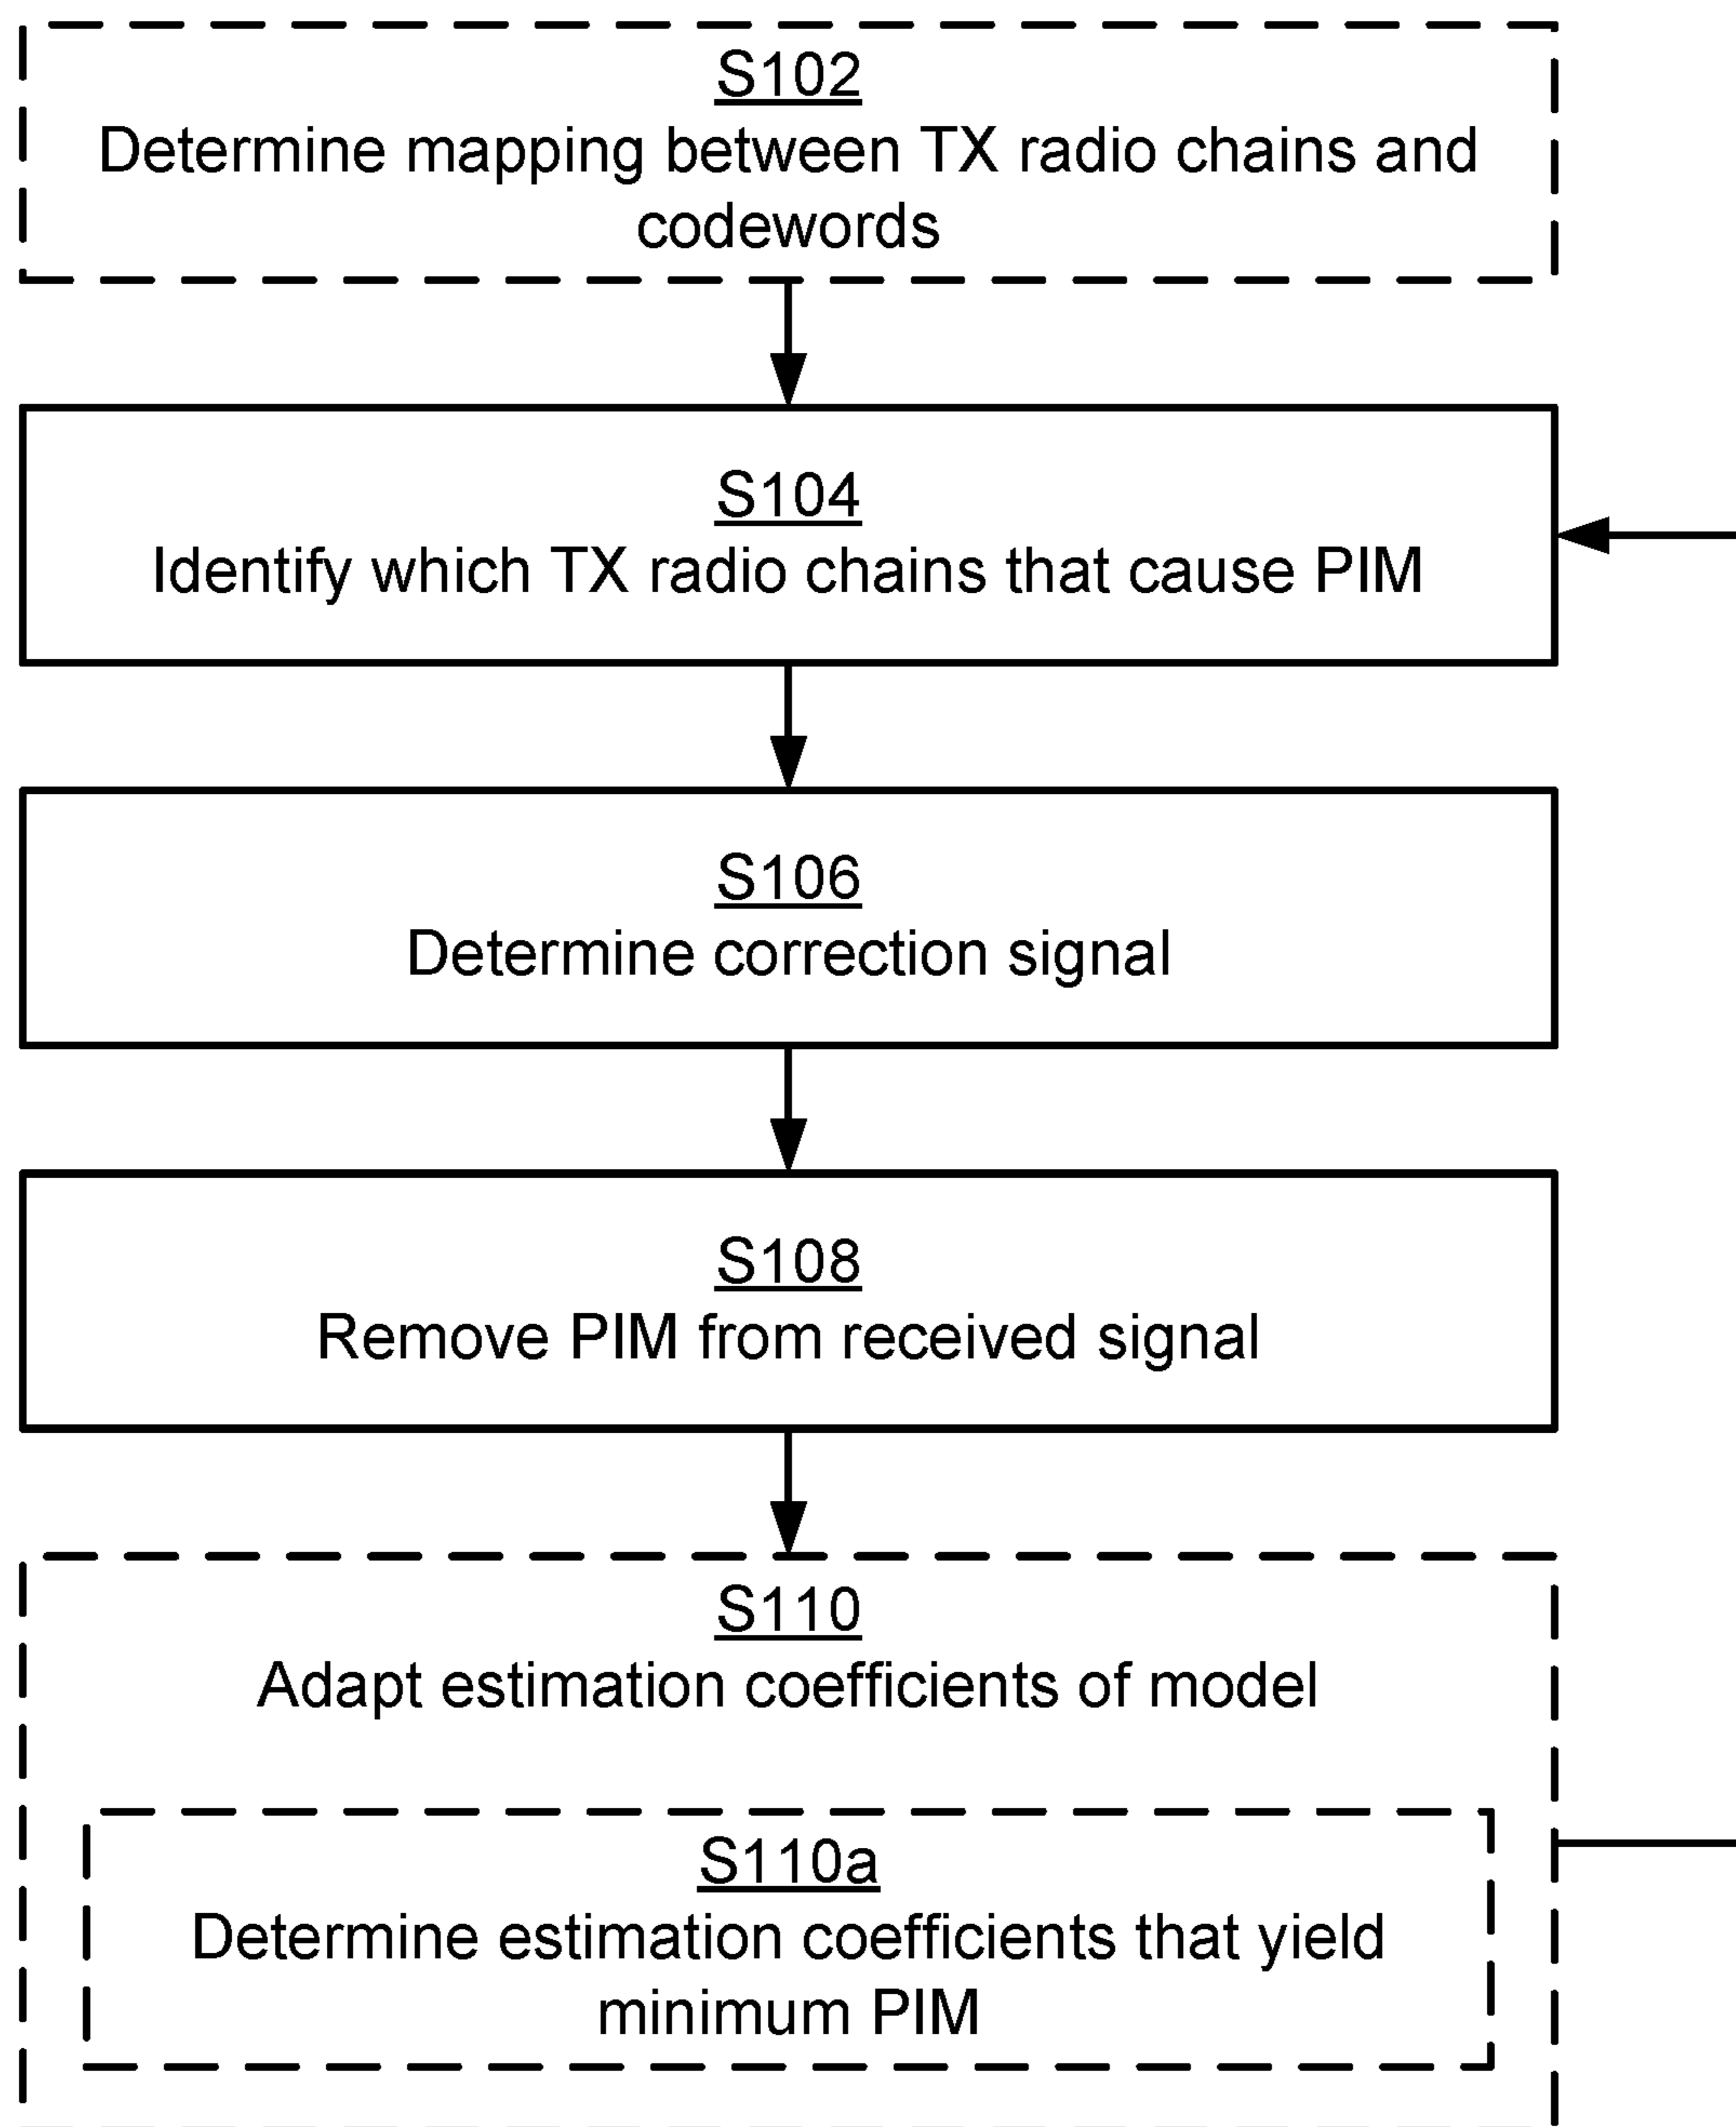 S102
Determine mapping between TX radio chains and
codewords
S104
Identify which TX radio chains that cause PIM
S106
Determine correction signal
S108
Remove PIM from received signal
S110
Adapt estimation coefficients of model
S110a
Determine estimation coefficients that yield
minimum PIM